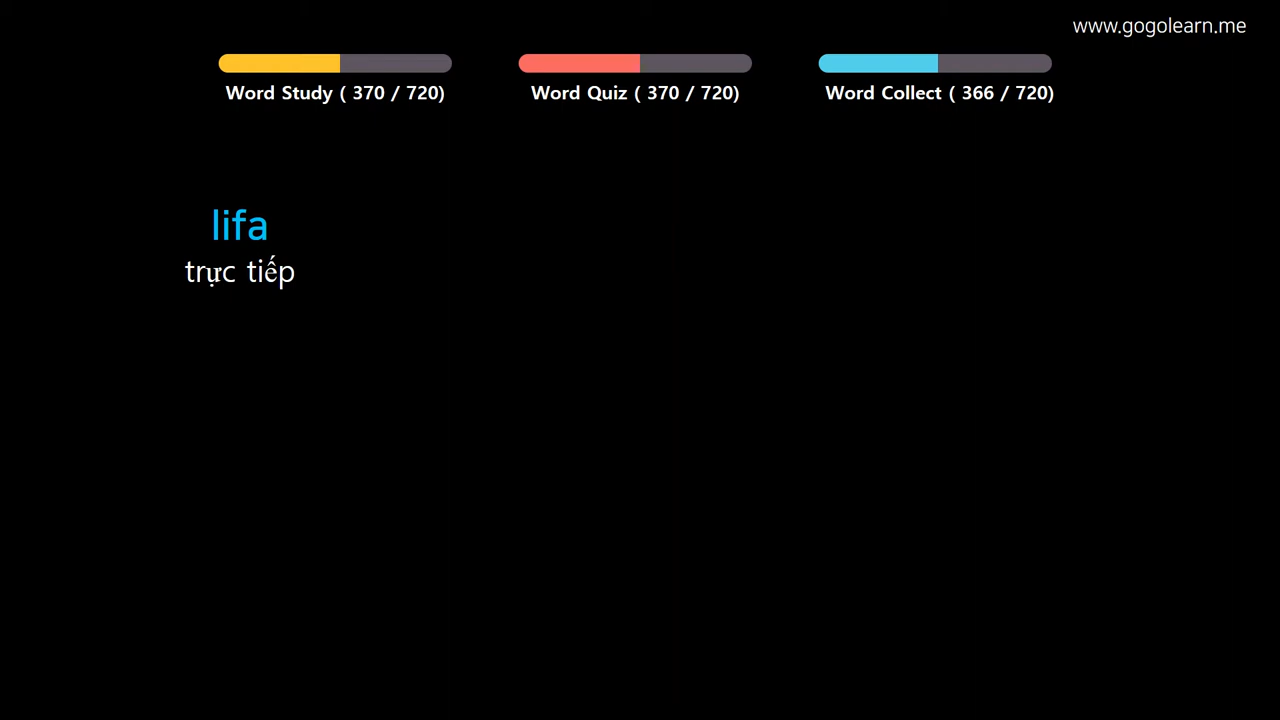 www.gogolearn.me
Word Study ( 370 / 720)
Word Quiz ( 370 / 720)
Word Collect ( 366 / 720)
lifa
trực tiếp